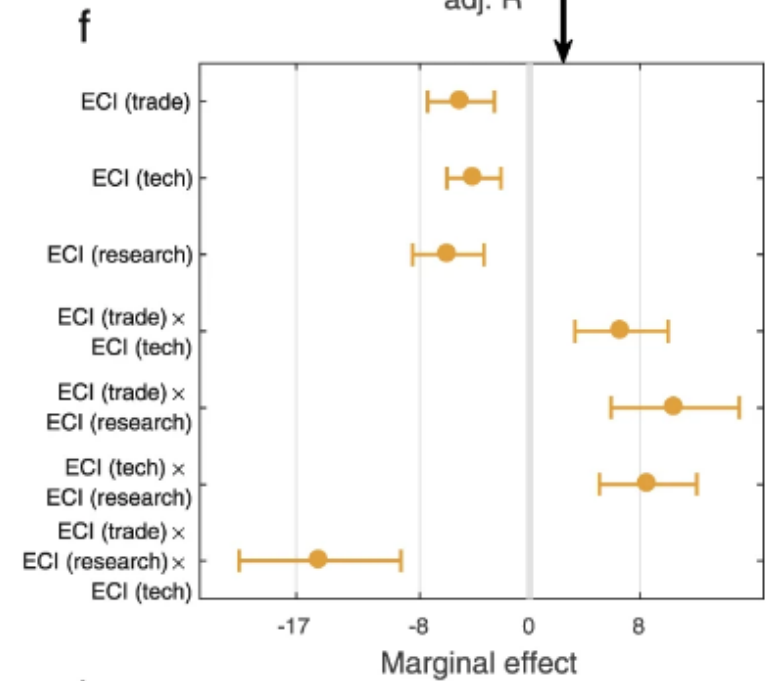 adj. R
f
ECI (trade)
ECI (tech)
ECI (research)
ECI (trade) ×
ECI (tech)
ECI (trade) ×
ECI (research)
ECI (tech) ×
ECI (research)
ECI (trade) ×
ECI (research) ×
ECI (tech)
-17 -8 0 8
Marginal effect